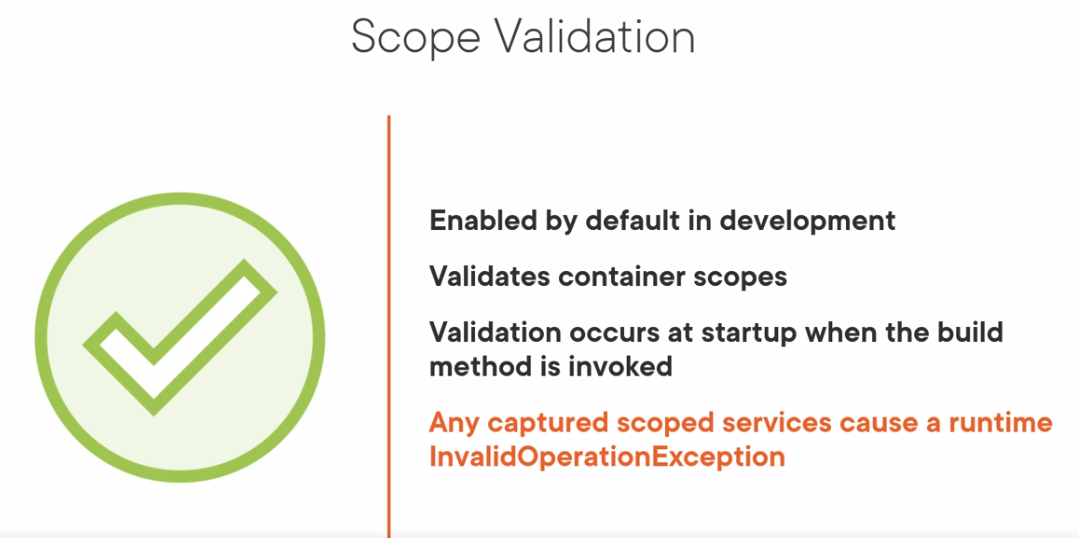 Scope Validation
Enabled by default in development
Validates container scopes
Validation occurs at startup when the build
method is invoked
Any captured scoped services cause a runtime
InvalidOperationException